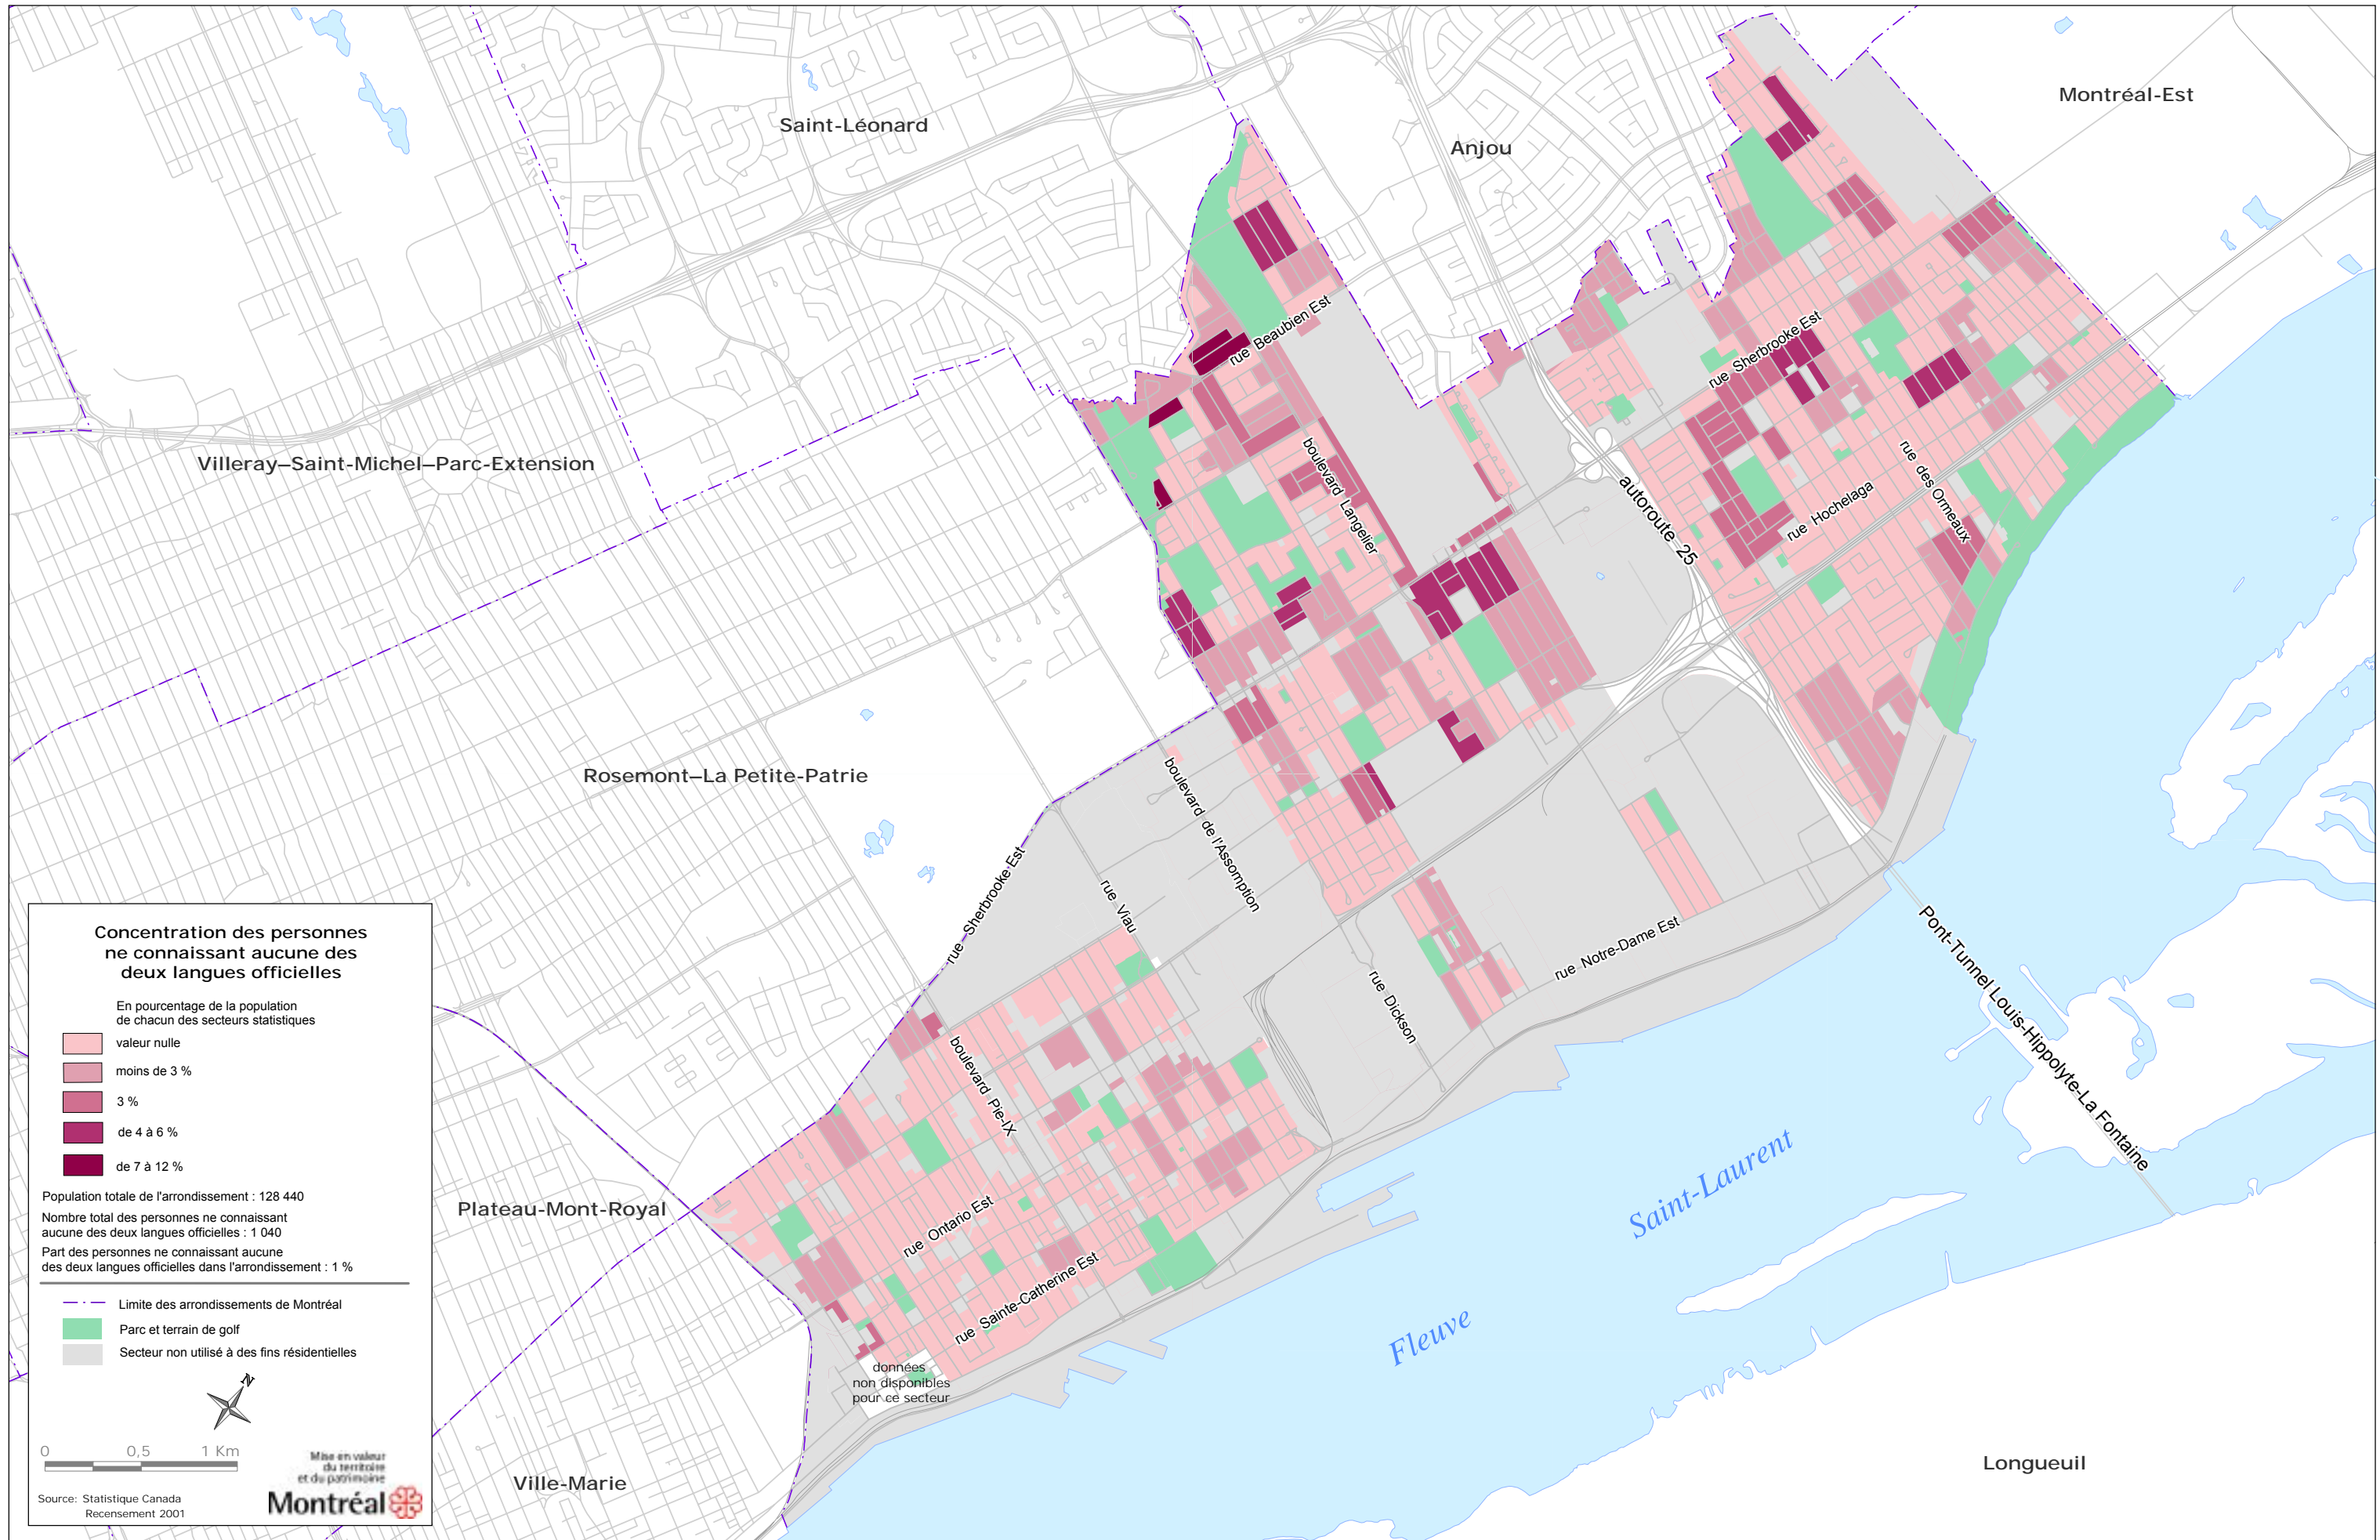 Montréal-Est
Saint-Léonard
Anjou
rue Beaubien Est
rue Sherbrooke Est
Villeray–Saint-Michel–Parc-Extension
boulevard Langelier
autoroute 25
rue des Ormeaux
rue Hochelaga
Rosemont–La Petite-Patrie
boulevard de l'Assomption
rue Sherbrooke Est
rue Viau
rue Notre-Dame Est
rue Dickson
Pont-Tunnel Louis-Hippolyte-La Fontaine
boulevard Pie-IX
Plateau-Mont-Royal
rue Ontario Est
rue Sainte-Catherine Est
Fleuve
Saint-Laurent
données
non disponibles
pour ce secteur
Ville-Marie
Longueuil
Concentration des personnes
ne connaissant aucune des
deux langues officielles
En pourcentage de la population
de chacun des secteurs statistiques
valeur nulle
moins de 3 %
3 %
de 4 à 6 %
de 7 à 12 %
Population totale de l'arrondissement : 128 440
Nombre total des personnes ne connaissant
aucune des deux langues officielles : 1 040
Part des personnes ne connaissant aucune
des deux langues officielles dans l'arrondissement : 1 %
Limite des arrondissements de Montréal
Parc et terrain de golf
Secteur non utilisé à des fins résidentielles
N
0 0,5 1 Km
Mise en valeur
du territoire
et du patrimoine
Montréal
Source: Statistique Canada
Recensement 2001